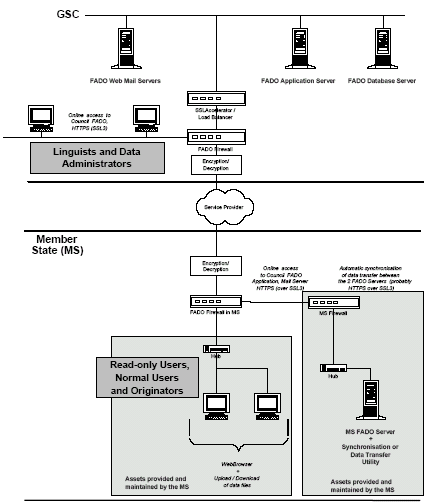 GSC
FADO Web Mail Servers
FADO Application Server
FADO Database Server
SSLAccelerator /
Load Balancer
Online access to
Council FADO,
HTTPS (SSL3)
FADO Firewall
Linguists and Data
Administrators
Encryption/
Decryption
Service Provider
Member
State (MS)
Encryption/
Decryption
Online access
to Council FADO
Application, Mail Server
HTTPS (over SSL3)
Automatic synchronisation
of data transfer between
the 2 FADO Servers (probably
HTTPS over SSL3)
FADO Firewall in MS
MS Firewall
Hub
Read-only Users,
Normal Users
and Originators
Hub
MS FADO Server
+
Synchronisation or
Data Transfer
Utility
WebBrowser
+
Upload / Download
of data files
Assets provided and
maintained by the MS
Assets provided and
maintained by the MS